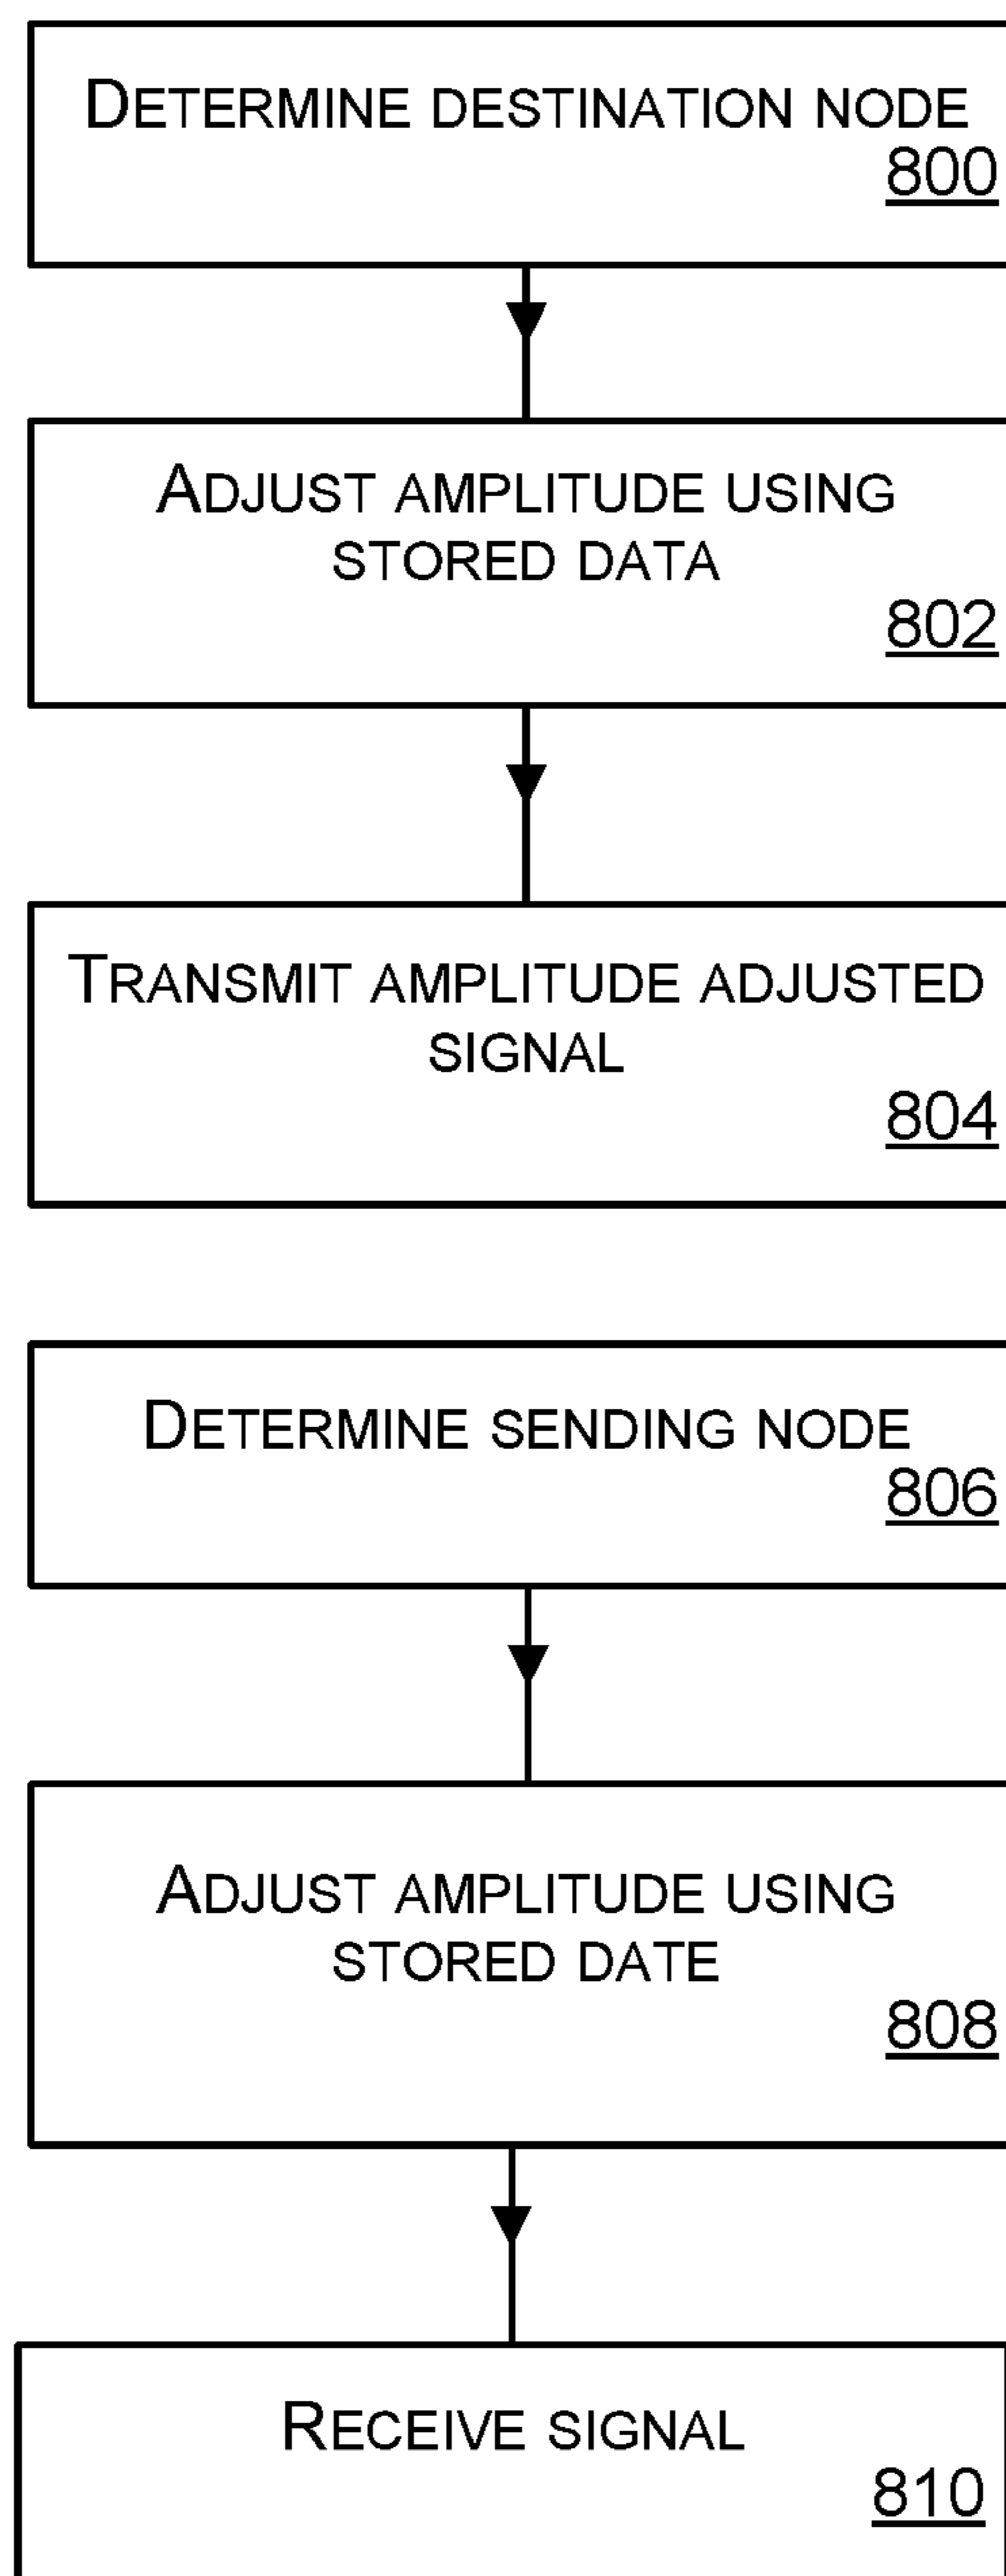 DETERMINE DESTINATION NODE
800
ADJUST AMPLITUDE USING
STORED DATA
802
TRANSMIT AMPLITUDE ADJUSTED
SIGNAL
804
DETERMINE SENDING NODE
806
ADJUST AMPLITUDE USING
STORED DATE
808
RECEIVE SIGNAL
810